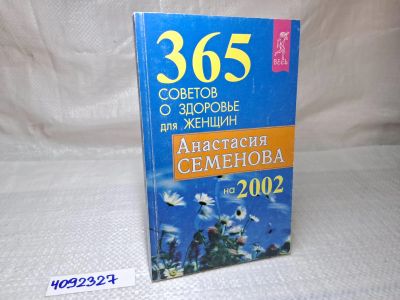 ВЕСЬ
365
СОВЕТОВ
О ЗДОРОВЬЕ
для ЖЕНЩИН
Анастасия
СЕМЕНОВА
на 2002
4092327